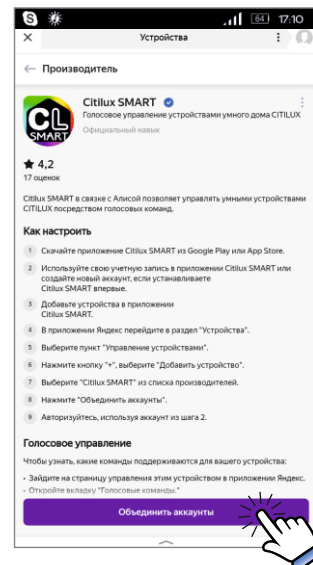 S 64 17:10
Устройства
Производитель
CL SMART
Citilux SMART
Голосовое управление устройствами умного дома CITILUX
Официальный навык
4,2
17 оценок
Citilux SMART в связке с Алисой позволяет управлять умными устройствами
CITILUX посредством голосовых команд.
Как настроить
1 Скачайте приложение Citilux SMART из Google Play или App Store.
2 Используйте свою учетную запись в приложении Citilux SMART или
создайте новый аккаунт, если устанавливаете
Citilux SMART впервые.
3 Добавьте устройства в приложении
Citilux SMART.
4 В приложении Яндекс перейдите в раздел "Устройства".
5 Выберите пункт "Управление устройствами".
6 Нажмите кнопку "+", выберите "Добавить устройство".
7 Выберите "Citilux SMART" из списка производителей.
8 Нажмите "Объединить аккаунты".
9 Авторизуйтесь, используя аккаунт из шага 2.
Голосовое управление
Чтобы узнать, какие команды поддерживаются для вашего устройства:
• Зайдите на страницу управления этим устройством в приложении Яндекс.
• Откройте вкладку "Голосовые команды."
Объединить аккаунты